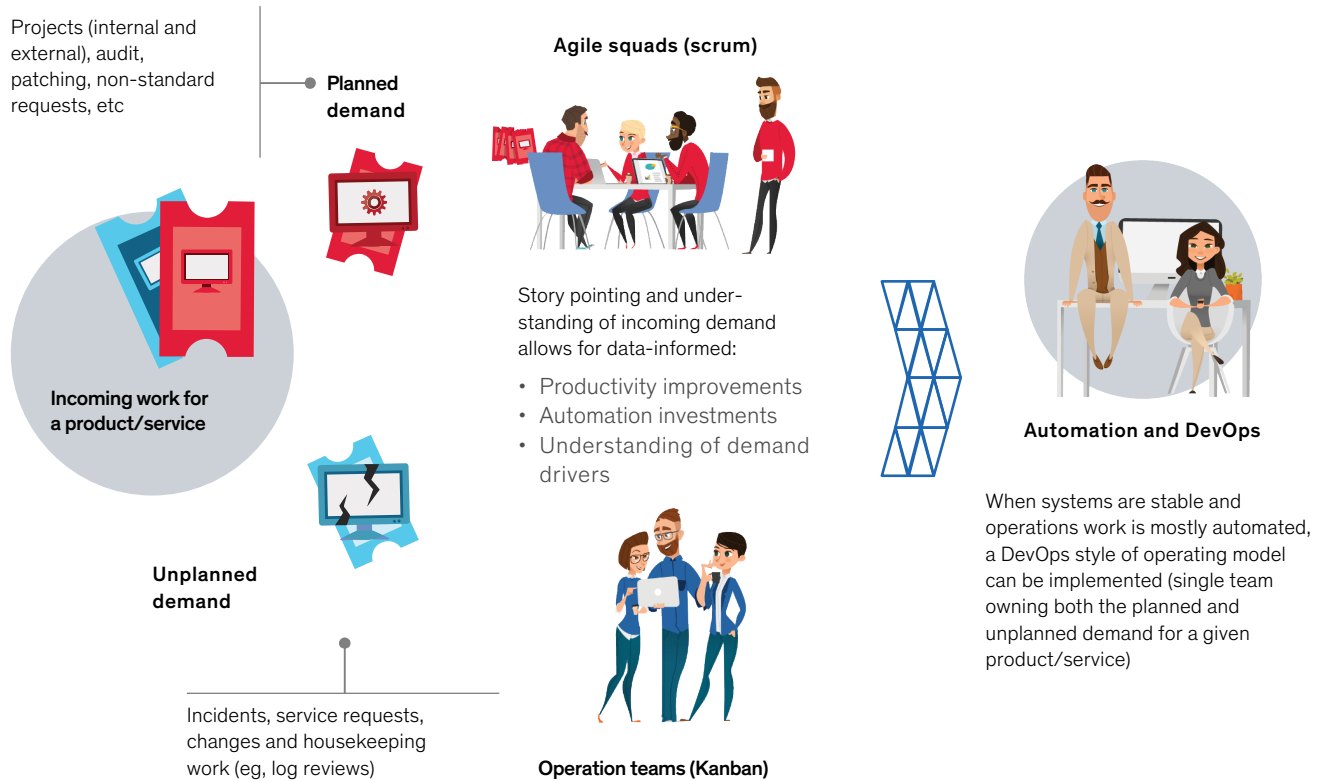 Projects (internal and
external), audit,
patching, non-standard
requests, etc
Planned
demand
Agile squads (scrum)
Incoming work for
a product/service
Story pointing and under-
standing of incoming demand
allows for data-informed:
• Productivity improvements
• Automation investments
• Understanding of demand
drivers
Automation and DevOps
When systems are stable and
operations work is mostly automated,
a DevOps style of operating model
can be implemented (single team
owning both the planned and
unplanned demand for a given
product/service)
Unplanned
demand
Incidents, service requests,
changes and housekeeping
work (eg, log reviews)
Operation teams (Kanban)